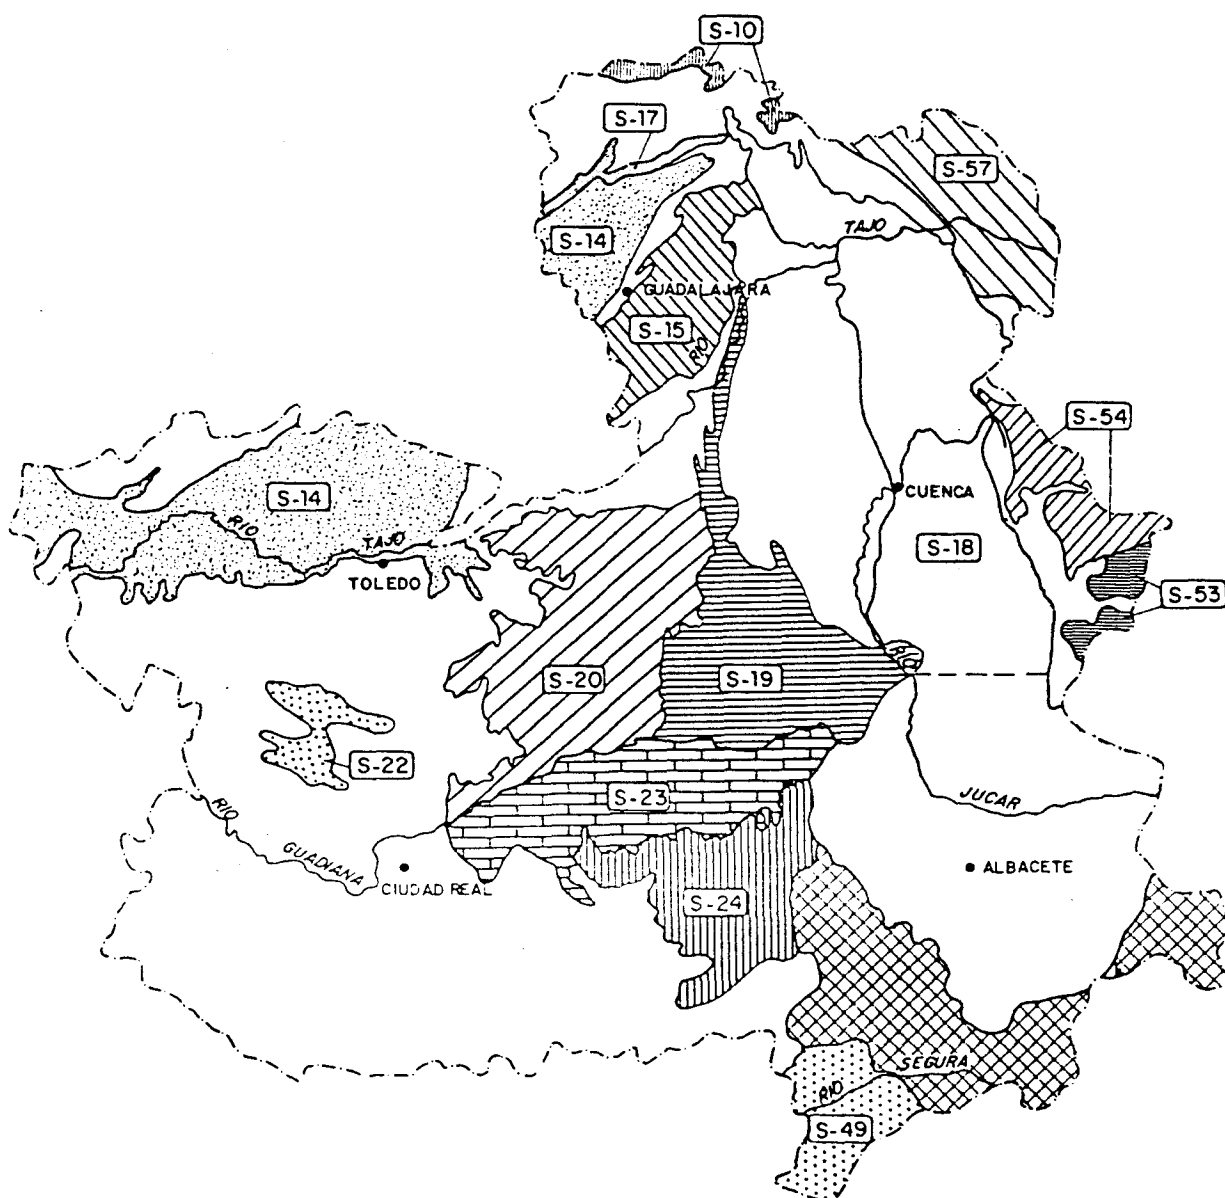 S-10
S-17
S-57
S-14
TAJO
GUADALAJARA
S-15
RIO
S-54
S-14
CUENCA
RIO
TAJO
S-18
TOLEDO
S-53
S-20
S-19
S-22
S-23
JUCAR
RIO
GUADIANA
CIUDAD REAL
ALBACETE
S-24
SEGURA
RIO
S-49